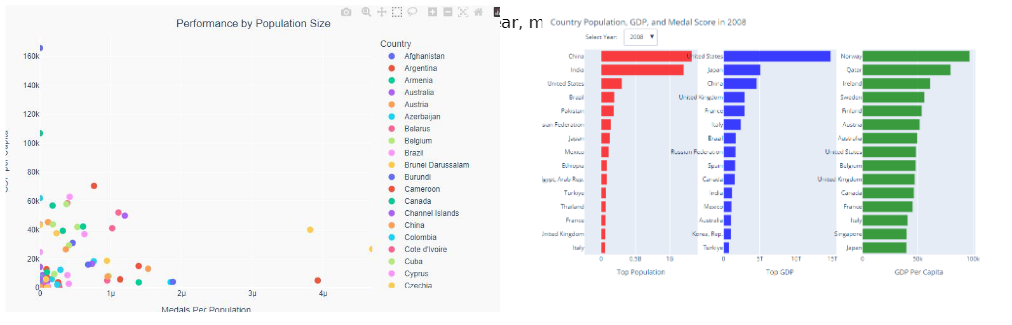 Performance by Population Size
Country
Afghanistan
Argentina
Armenia
Australia
Austria
Azerbaijan
Belarus
Belgium
Brazil
Brunei Darussalam
Burundi
Cameroon
Canada
Channel Islands
China
Colombia
Cote d'Ivoire
Cuba
Cyprus
Czechia
160k
140k
120k
100k
80k
60k
40k
20k
0
0
1μ
2μ
3μ
4μ
Medals Per Population
ear, m
Country Population, GDP, and Medal Score in 2008
Select Year: 2008
China
India
United States
Brazil
Pakistan
ian Federation
Japan
Mexico
Ethiopia
gypt, Arab Rep.
Turkiye
Thailand
France
United Kingdom
Italy
0
0.5B
1B
Top Population
United States
Japan
China
United Kingdom
France
Italy
Brazil
Russian Federation
Spain
Canada
India
Mexico
Australia
Korea, Rep.
Turkiye
0
5T
10T
15T
Top GDP
Norway
Qatar
Ireland
Sweden
Finland
Austria
Australia
United States
Belgium
United Kingdom
Canada
France
Italy
Singapore
Japan
0
50k
100k
GDP Per Capita